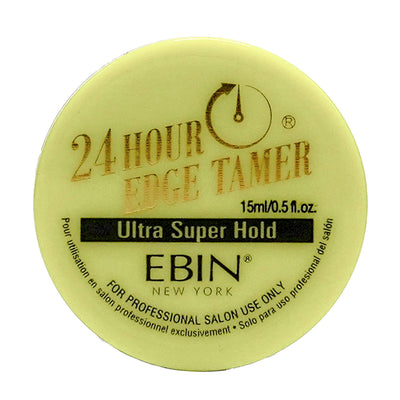 24 HOUR
EDGE TAMER®
15ml/0.5 fl.oz.
Ultra Super Hold
EBIN®
NEW YORK
FOR PROFESSIONAL SALON USE ONLY
Pour utilisation en salon professionnel exclusivement • Solo para uso profesional del salón